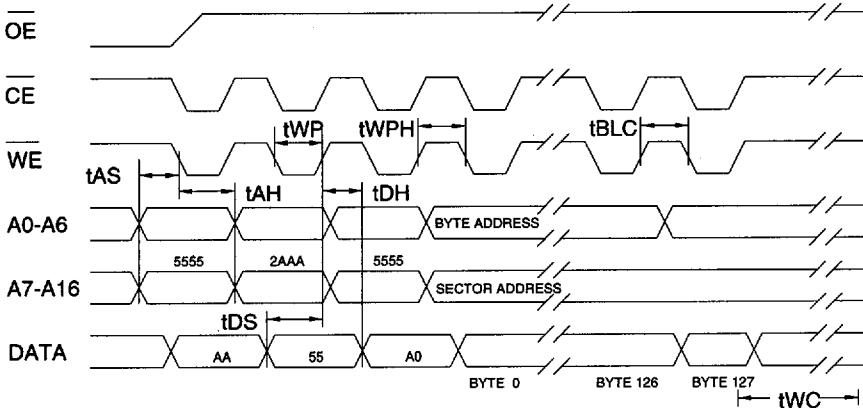 OE
CE
tWP tWPH tBLC
WE
tAS
tAH tDH
A0-A6 BYTE ADDRESS
5555 2AAA 5555
A7-A16 SECTOR ADDRESS
tDS
DATA AA 55 A0
BYTE 0 BYTE 126 BYTE 127
tWC